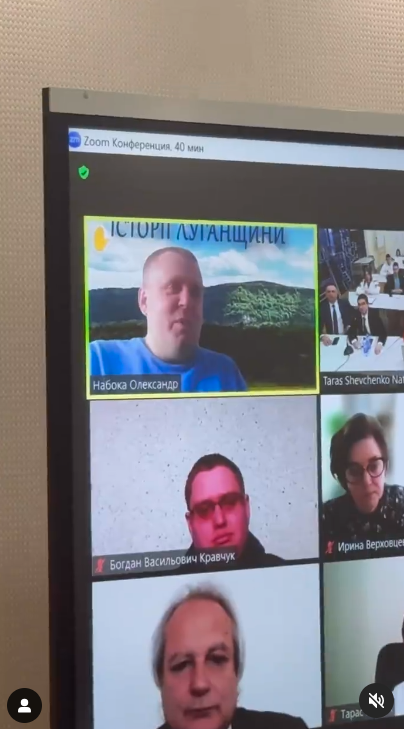 Zoom Конференция, 40 мин
ІСТОРІЇ ЛУГАНЩИНИ
Набока Олександр
Taras Shevchenko Nat
Богдан Васильович Кравчук
Ирина Верховце
Тарас